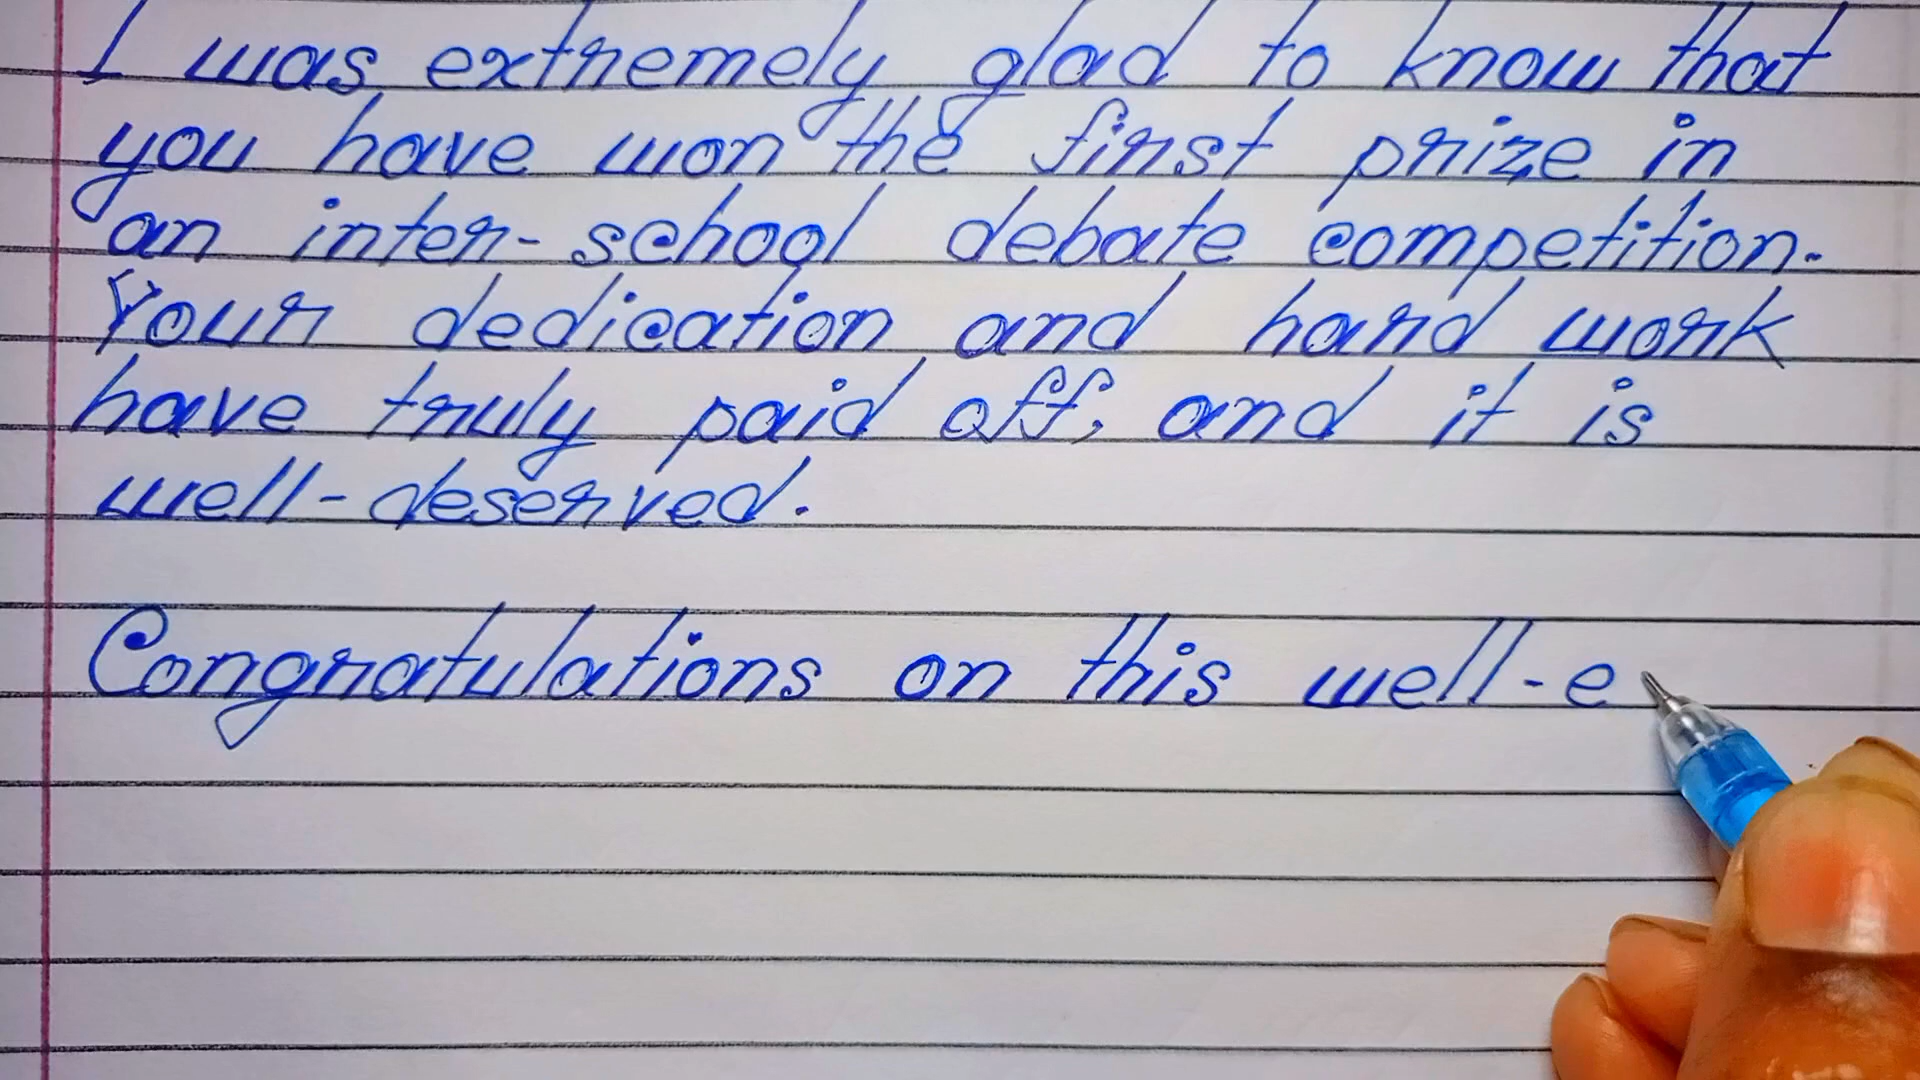 I was extremely glad to know that
you have won the first prize in
an inter-school debate competition.
Your dedication and hard work
have truly paid off, and it is
well-deserved.
Congratulations on this well-e